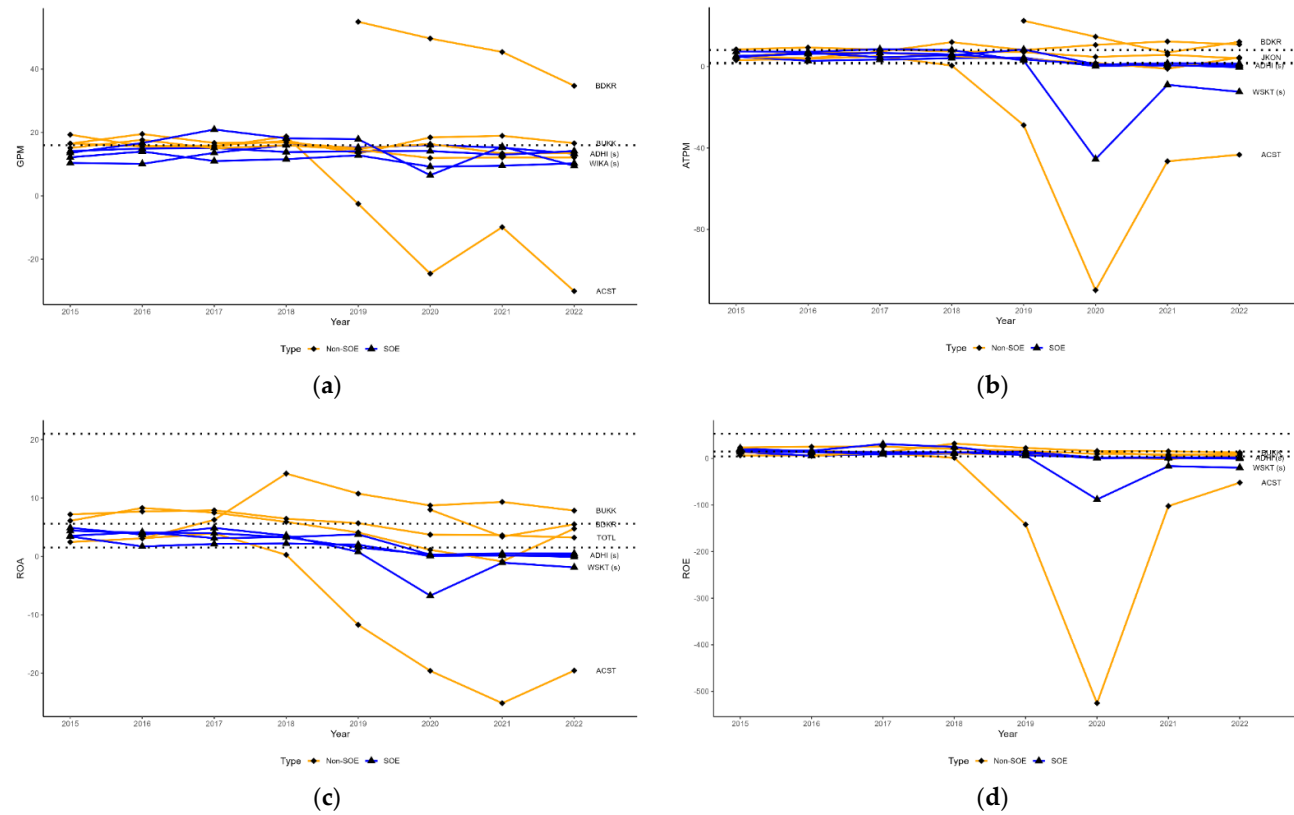 GPM
40
20
0
-20
BDKR
BUKK
ADHI (s)
WIKA (s)
ACST
2015 2016 2017 2018 2019 2020 2021 2022
Year
Type Non-SOE SOE
(a)
ATPM
0
-40
-80
BDKR
JKON
ADHI (s)
WSKT (s)
ACST
2015 2016 2017 2018 2019 2020 2021 2022
Year
Type Non-SOE SOE
(b)
ROA
20
10
0
-10
-20
BUKK
BDKR
TOTL
ADHI (s)
WSKT (s)
ACST
2015 2016 2017 2018 2019 2020 2021 2022
Year
Type Non-SOE SOE
(c)
ROE
0
-100
-200
-300
-400
-500
BUKK
ADHI (s)
WSKT (s)
ACST
2015 2016 2017 2018 2019 2020 2021 2022
Year
Type Non-SOE SOE
(d)